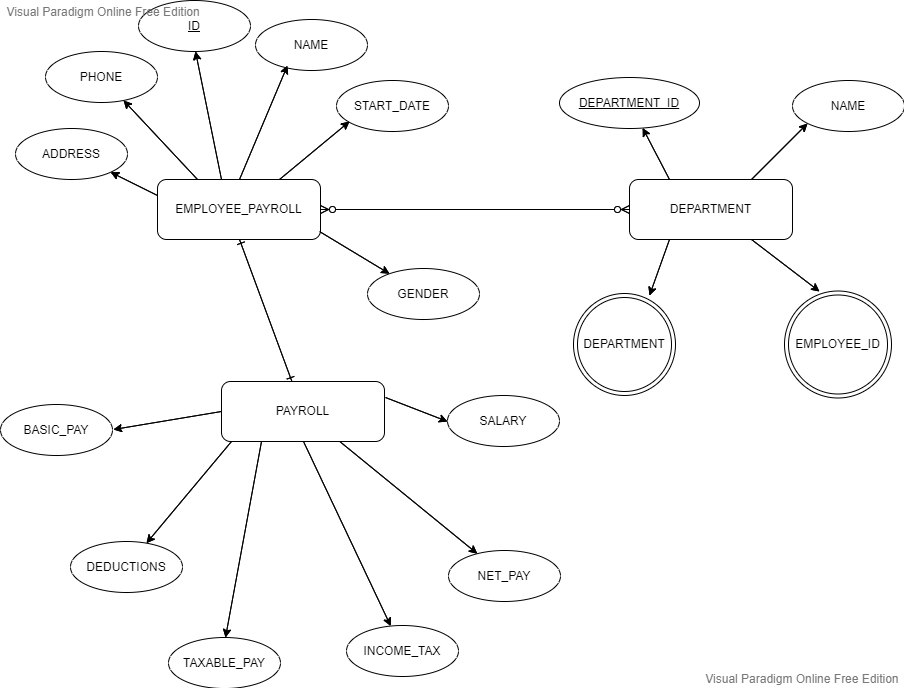 Visual Paradigm Online Free Edition
ID
NAME
PHONE
START_DATE
DEPARTMENT_ID
NAME
ADDRESS
EMPLOYEE_PAYROLL
DEPARTMENT
GENDER
DEPARTMENT
EMPLOYEE_ID
PAYROLL
BASIC_PAY
SALARY
DEDUCTIONS
NET_PAY
TAXABLE_PAY
INCOME_TAX
Visual Paradigm Online Free Edition